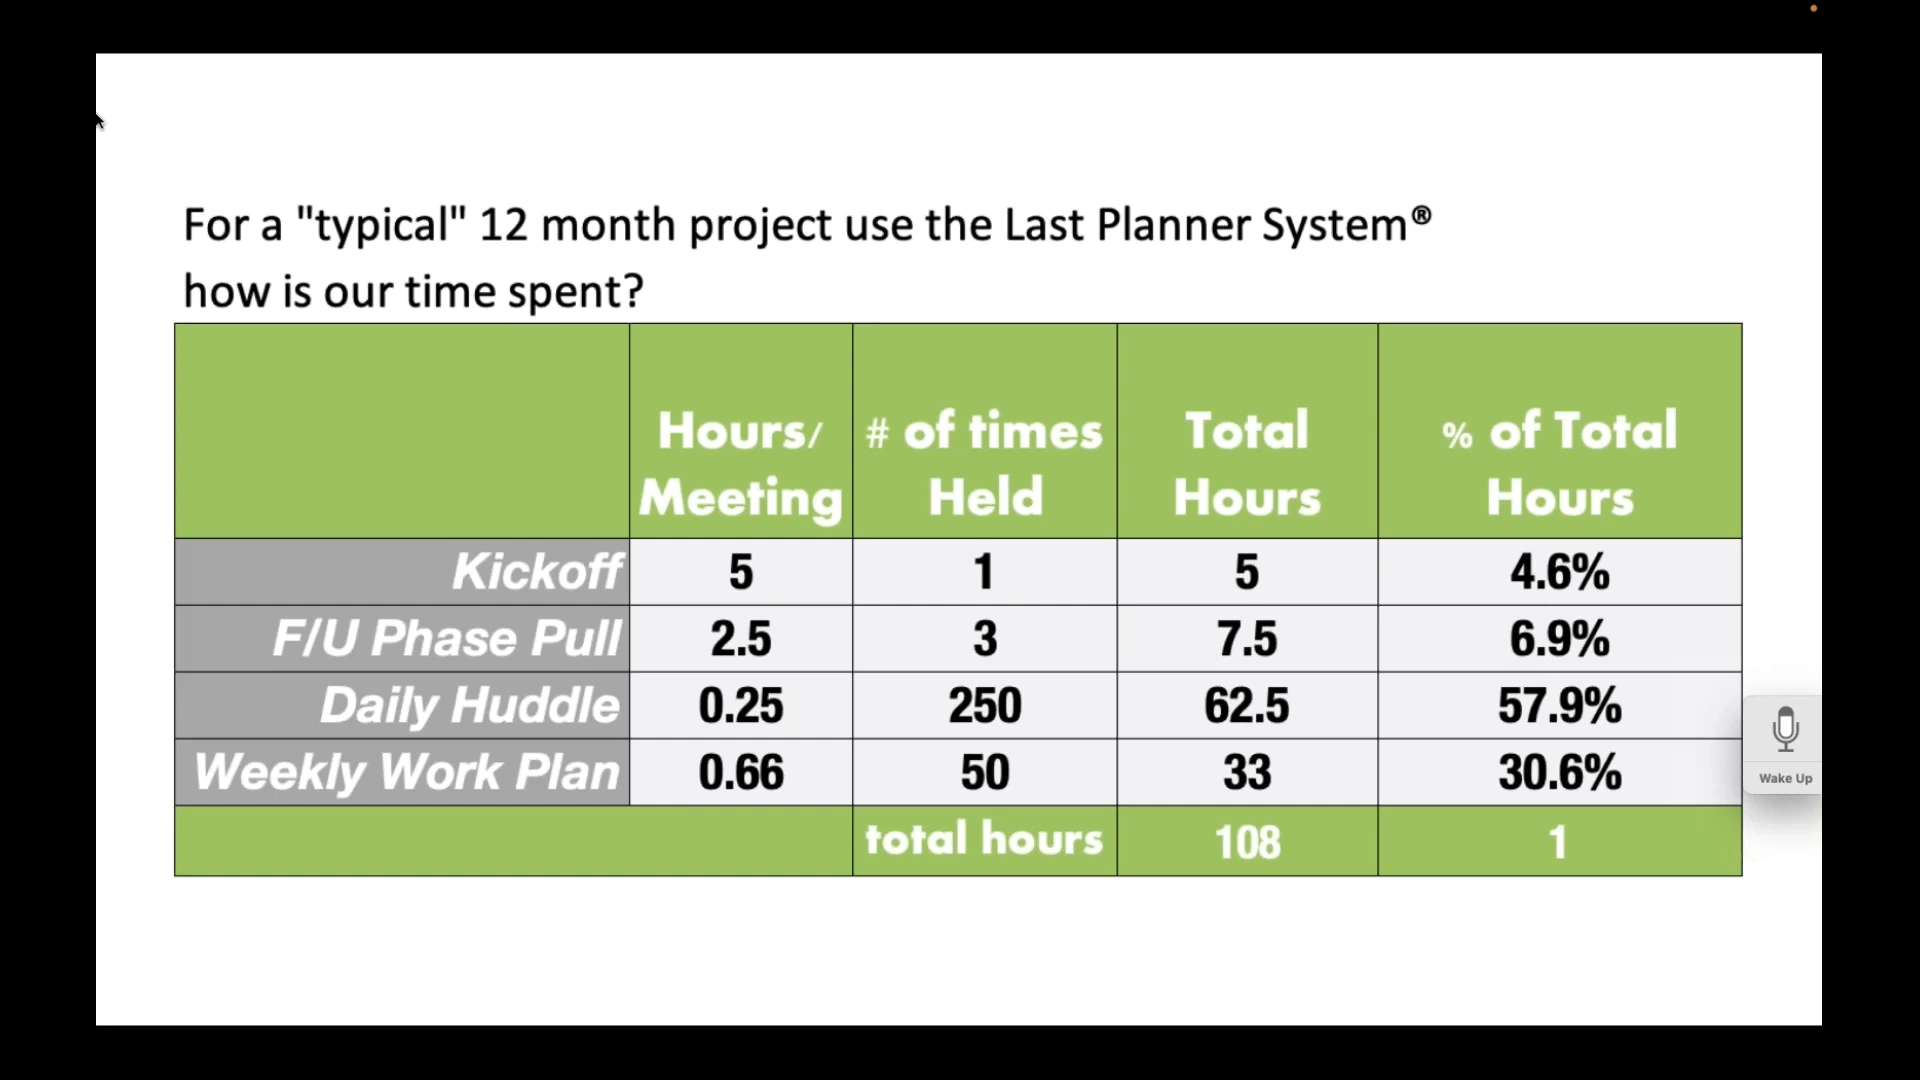 For a "typical" 12 month project use the Last Planner System®
how is our time spent?
Hours/ Meeting # of times Held Total Hours % of Total Hours
Kickoff 5 1 5 4.6%
F/U Phase Pull 2.5 3 7.5 6.9%
Daily Huddle 0.25 250 62.5 57.9%
Weekly Work Plan 0.66 50 33 30.6%
total hours 108 1
Wake Up